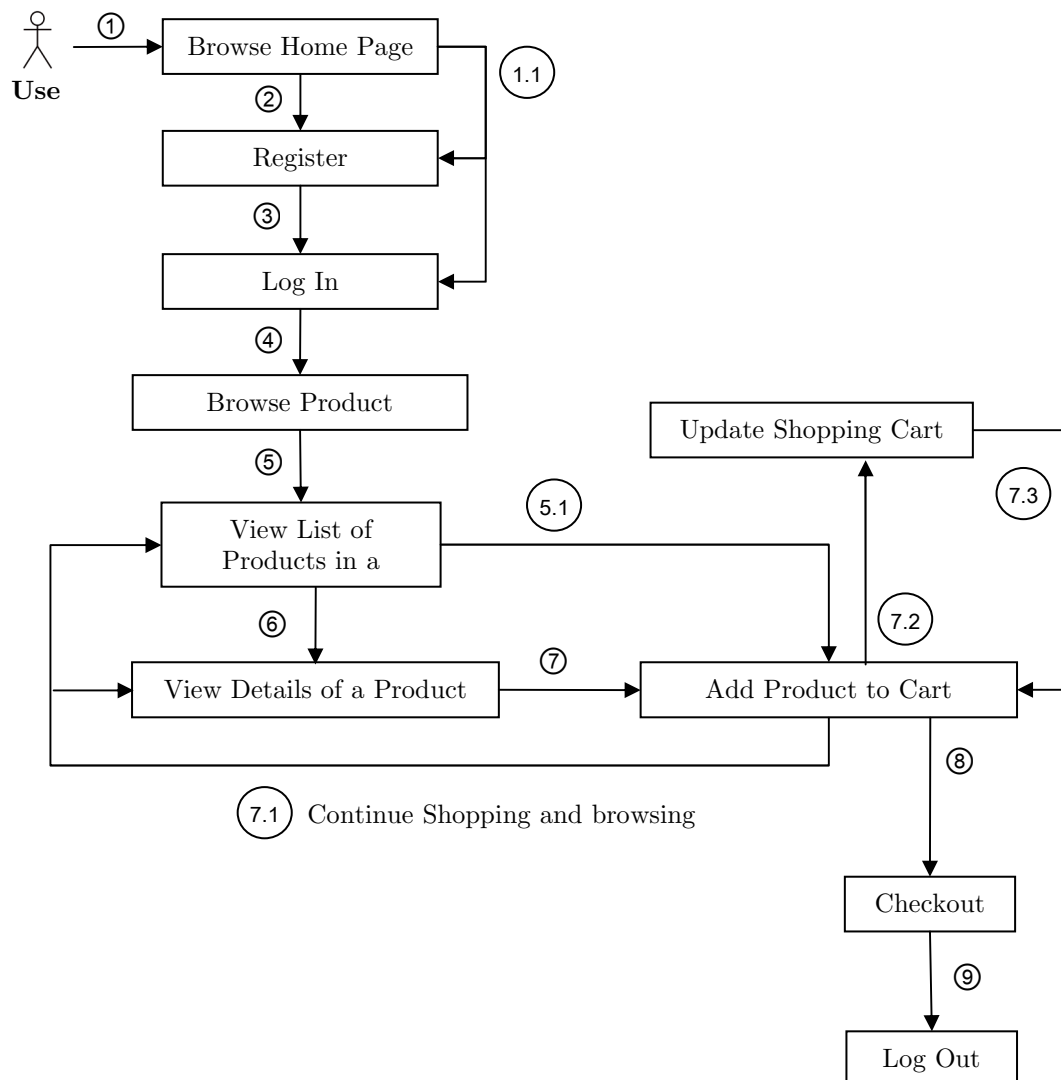 ①
Browse Home Page
1.1
Use
②
Register
③
Log In
④
Browse Product
Update Shopping Cart
⑤
7.3
5.1
View List of
Products in a
⑥
7.2
⑦
View Details of a Product
Add Product to Cart
⑧
7.1 Continue Shopping and browsing
Checkout
⑨
Log Out